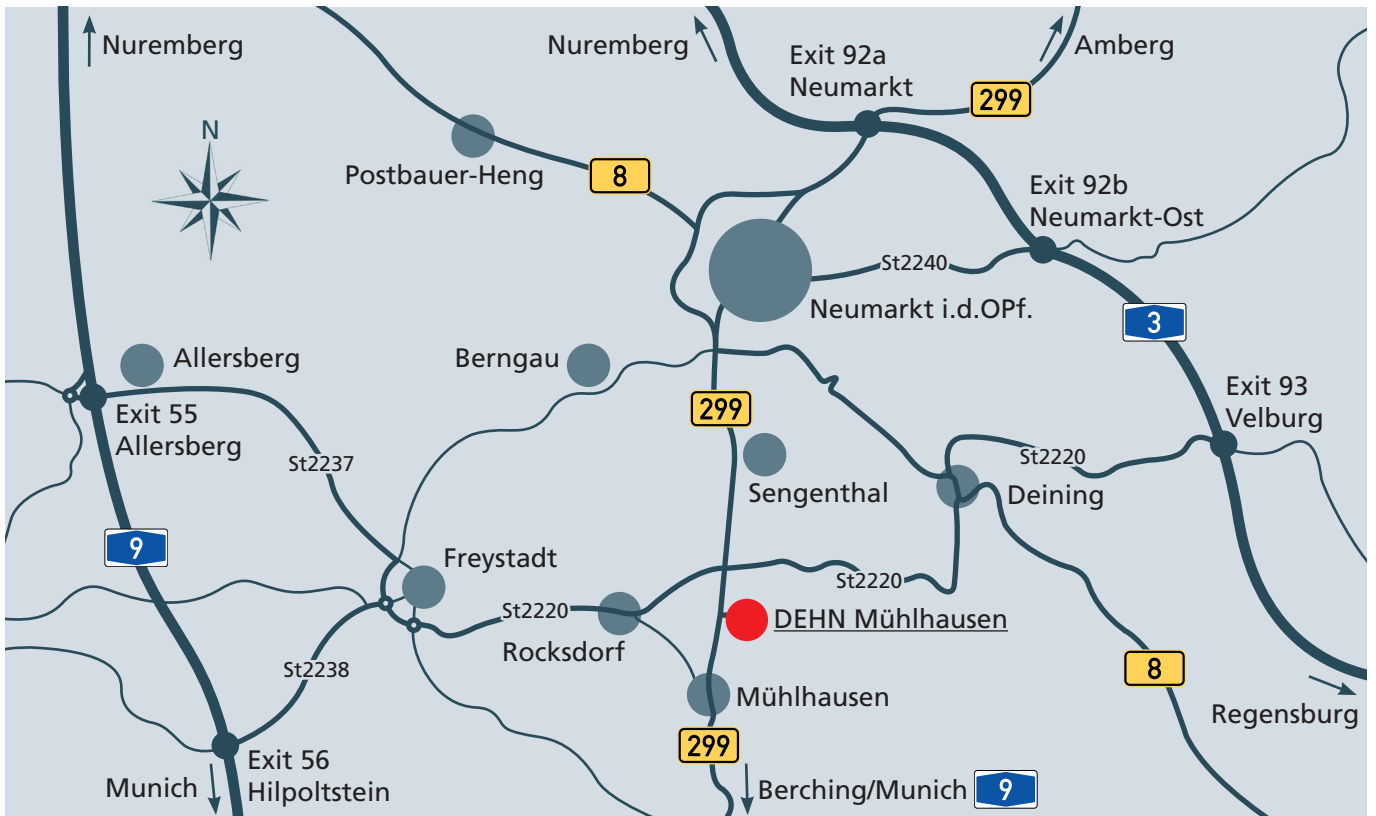 Nuremberg
Nuremberg
Exit 92a
Neumarkt
Amberg
299
N
Postbauer-Heng
8
Exit 92b
Neumarkt-Ost
St2240
Neumarkt i.d.OPf.
3
Allersberg
Berngau
Exit 55
Allersberg
299
Exit 93
Velburg
St2237
Sengenthal
St2220
Deining
9
Freystadt
St2220
St2220
DEHN Mühlhausen
Rocksdorf
St2238
Mühlhausen
8
Regensburg
299
Exit 56
Hilpoltstein
Munich
Berching/Munich 9